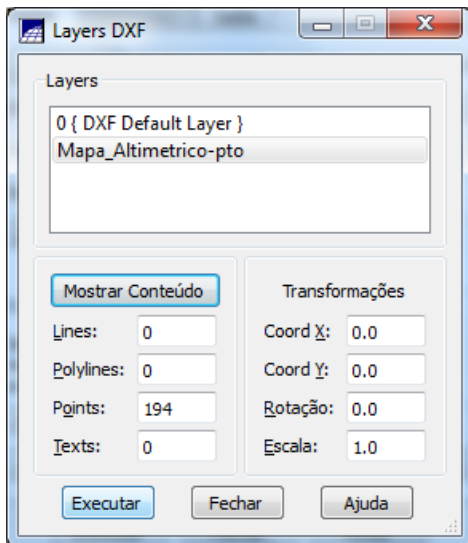 Layers DXF
Layers
0 { DXF Default Layer }
Mapa_Altimetrico-pto
Mostrar Conteúdo
Transformações
Lines: 0
Coord X: 0.0
Polylines: 0
Coord Y: 0.0
Points: 194
Rotação: 0.0
Texts: 0
Escala: 1.0
Executar
Fechar
Ajuda